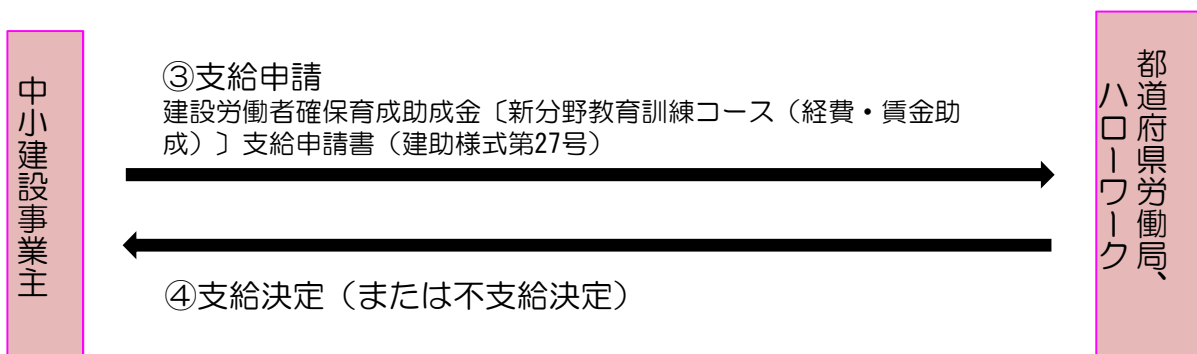 中小建設事業主
③支給申請
建設労働者確保育成助成金〔新分野教育訓練コース（経費・賃金助
成）〕支給申請書（建助様式第27号）
④支給決定（または不支給決定）
都道府県労働局、
ハローワーク